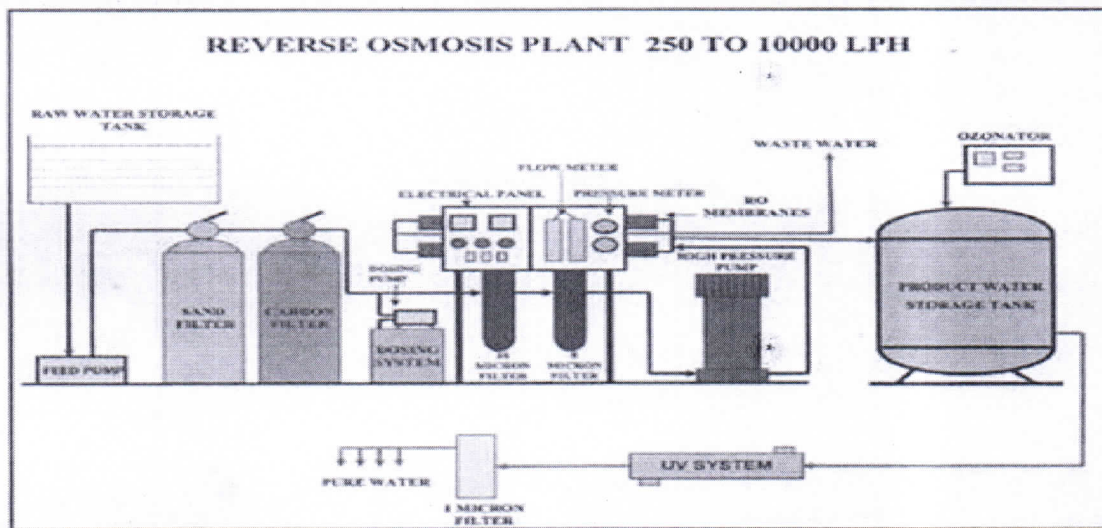 REVERSE OSMOSIS PLANT 250 TO 10000 LPH
RAW WATER STORAGE
TANK
WASTE WATER
OZONATOR
FLOW METER
ELECTRICAL PANEL
PRESSURE METER
RO
MEMBRANES
HIGH PRESSURE
PUMP
DOSING
PUMP
SAND
FILTER
CARBON
FILTER
PRODUCT WATER
STORAGE TANK
FEED PUMP
DOSING
SYSTEM
MICRON
FILTER
MICRON
FILTER
UV SYSTEM
PURE WATER
1 MICRON
FILTER